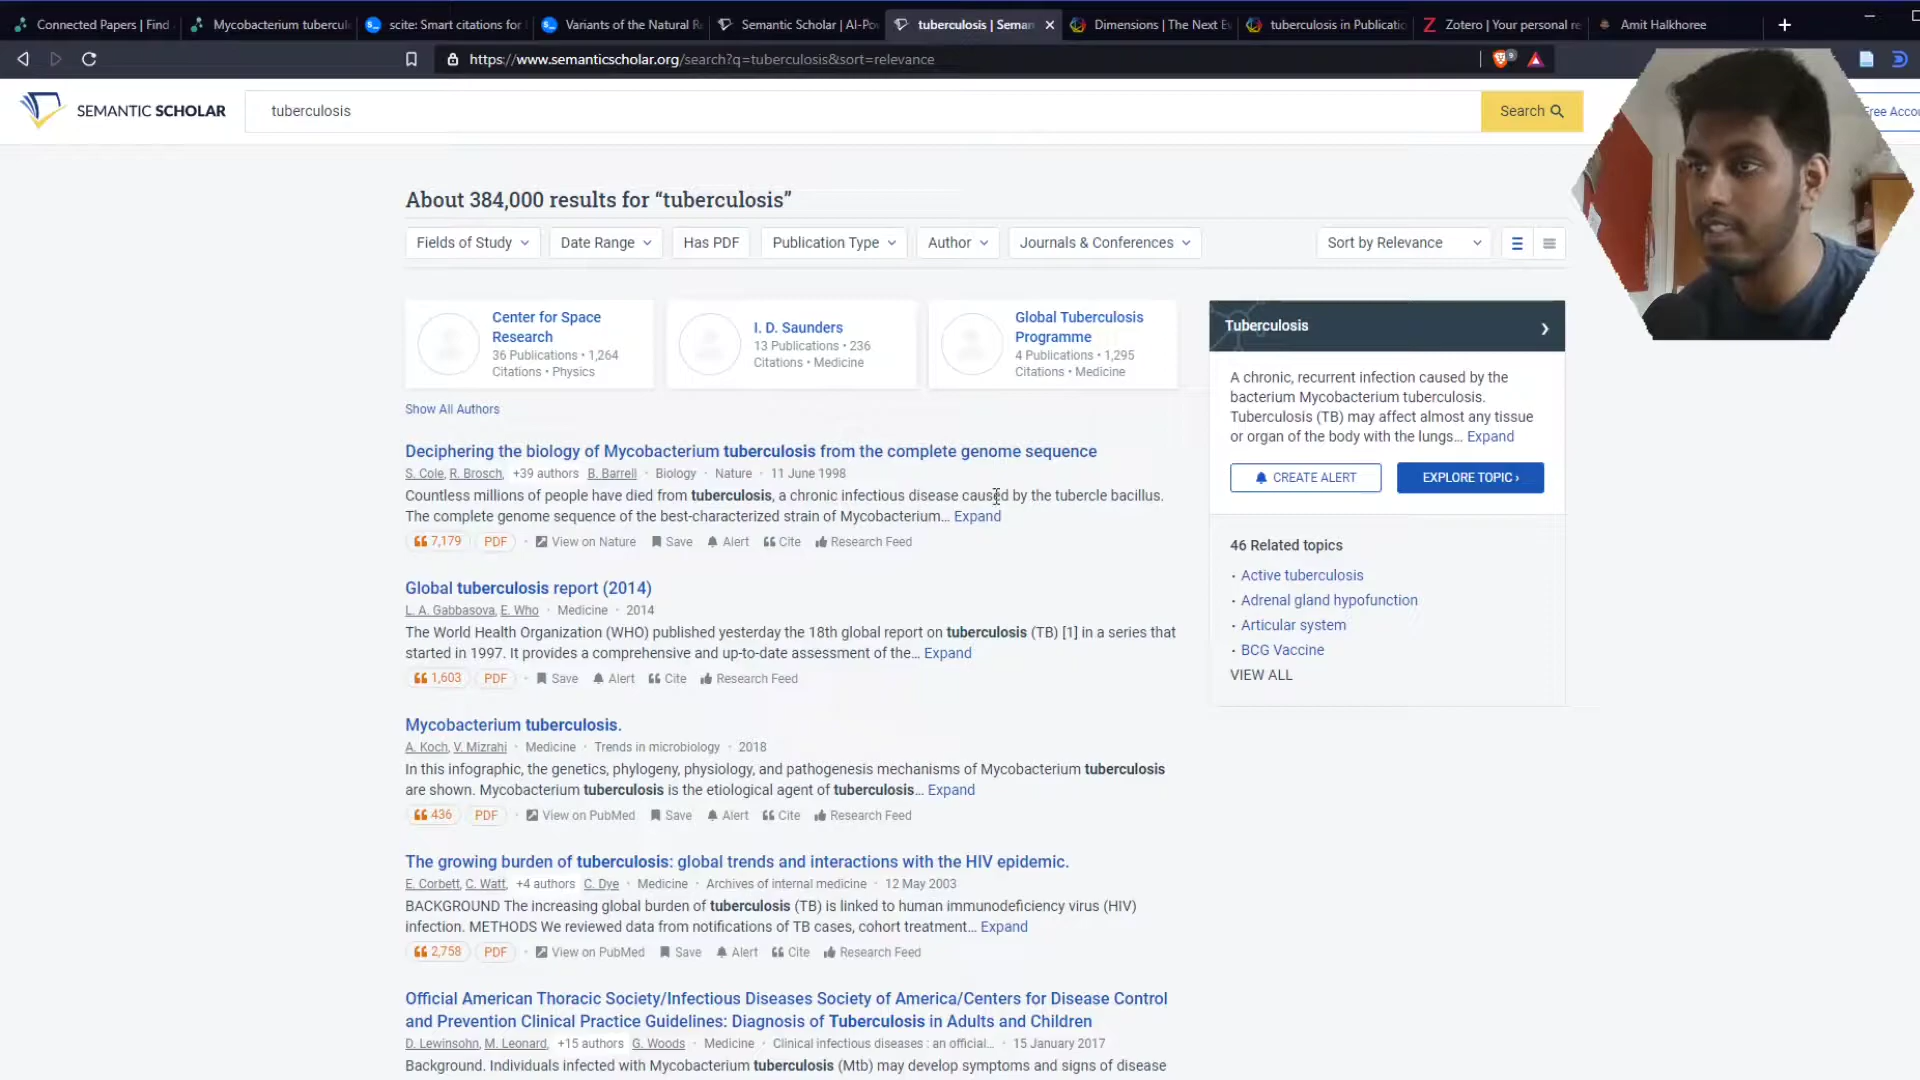 Connected Papers | Find
Mycobacterium tubercul
scite: Smart citations for
Variants of the Natural R
Semantic Scholar | AI-Po
tuberculosis | Seman
Dimensions | The Next Ev
tuberculosis in Publicatio
Zotero | Your personal re
Amit Halkhoree
https://www.semanticscholar.org/search?q=tuberculosis&sort=relevance
9
SEMANTIC SCHOLAR
tuberculosis
Search
Free Accou
About 384,000 results for “tuberculosis”
Fields of Study
Date Range
Has PDF
Publication Type
Author
Journals & Conferences
Sort by Relevance
Center for Space
Research
36 Publications • 1,264
Citations • Physics
I. D. Saunders
13 Publications • 236
Citations • Medicine
Global Tuberculosis
Programme
4 Publications • 1,295
Citations • Medicine
Show All Authors
Deciphering the biology of Mycobacterium tuberculosis from the complete genome sequence
S. Cole, R. Brosch, +39 authors B. Barrell · Biology · Nature · 11 June 1998
Countless millions of people have died from tuberculosis, a chronic infectious disease caused by the tubercle bacillus.
The complete genome sequence of the best-characterized strain of Mycobacterium… Expand
7,179 PDF · View on Nature Save Alert Cite Research Feed
Global tuberculosis report (2014)
L. A. Gabbasova, E. Who · Medicine · 2014
The World Health Organization (WHO) published yesterday the 18th global report on tuberculosis (TB) [1] in a series that
started in 1997. It provides a comprehensive and up-to-date assessment of the… Expand
1,603 PDF · Save Alert Cite Research Feed
Mycobacterium tuberculosis.
A. Koch, V. Mizrahi · Medicine · Trends in microbiology · 2018
In this infographic, the genetics, phylogeny, physiology, and pathogenesis mechanisms of Mycobacterium tuberculosis
are shown. Mycobacterium tuberculosis is the etiological agent of tuberculosis… Expand
436 PDF · View on PubMed Save Alert Cite Research Feed
The growing burden of tuberculosis: global trends and interactions with the HIV epidemic.
E. Corbett, C. Watt, +4 authors C. Dye · Medicine · Archives of internal medicine · 12 May 2003
BACKGROUND The increasing global burden of tuberculosis (TB) is linked to human immunodeficiency virus (HIV)
infection. METHODS We reviewed data from notifications of TB cases, cohort treatment… Expand
2,758 PDF · View on PubMed Save Alert Cite Research Feed
Official American Thoracic Society/Infectious Diseases Society of America/Centers for Disease Control
and Prevention Clinical Practice Guidelines: Diagnosis of Tuberculosis in Adults and Children
D. Lewinsohn, M. Leonard, +15 authors G. Woods · Medicine · Clinical infectious diseases : an official… · 15 January 2017
Background. Individuals infected with Mycobacterium tuberculosis (Mtb) may develop symptoms and signs of disease
Tuberculosis
A chronic, recurrent infection caused by the
bacterium Mycobacterium tuberculosis.
Tuberculosis (TB) may affect almost any tissue
or organ of the body with the lungs… Expand
CREATE ALERT
EXPLORE TOPIC
46 Related topics
· Active tuberculosis
· Adrenal gland hypofunction
· Articular system
· BCG Vaccine
VIEW ALL